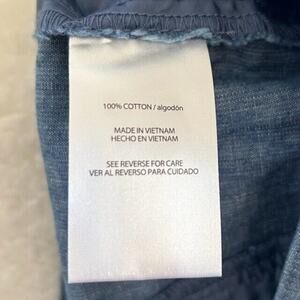 100% COTTON / algodón
MADE IN VIETNAM
HECHO EN VIETNAM
SEE REVERSE FOR CARE
VER AL REVERSO PARA CUIDADO